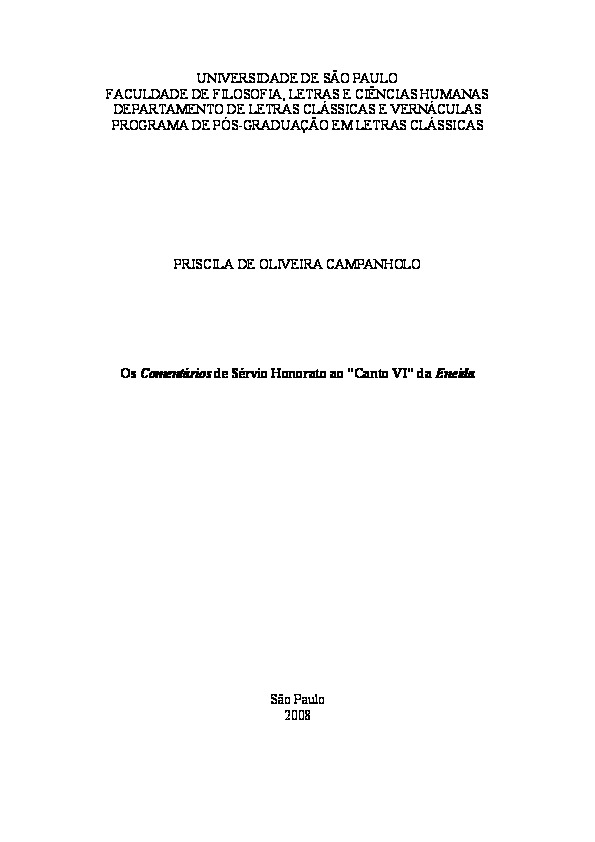 UNIVERSIDADE DE SÃO PAULO
FACULDADE DE FILOSOFIA, LETRAS E CIÊNCIAS HUMANAS
DEPARTAMENTO DE LETRAS CLÁSSICAS E VERNÁCULAS
PROGRAMA DE PÓS-GRADUAÇÃO EM LETRAS CLÁSSICAS
PRISCILA DE OLIVEIRA CAMPANHOLO
Os Comentários de Sérvio Honorato ao "Canto VI" da Eneida
São Paulo
2008